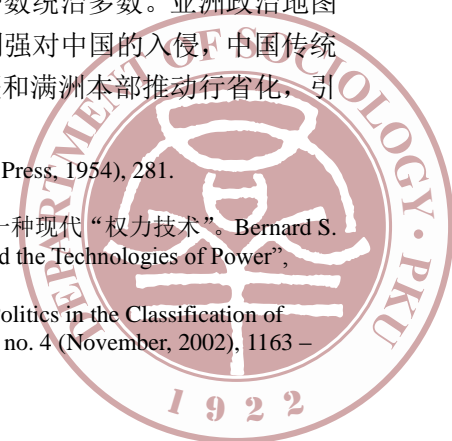 数统治多数。亚洲政治地图
强对中国的入侵，中国传统
和满洲本部推动行省化，引
Press, 1954), 281.
一种现代“权力技术”。Bernard S.
d the Technologies of Power”,
Politics in the Classification of
no. 4 (November, 2002), 1163 –
DEPARTMENT OF SOCIOLOGY · PKU
1922